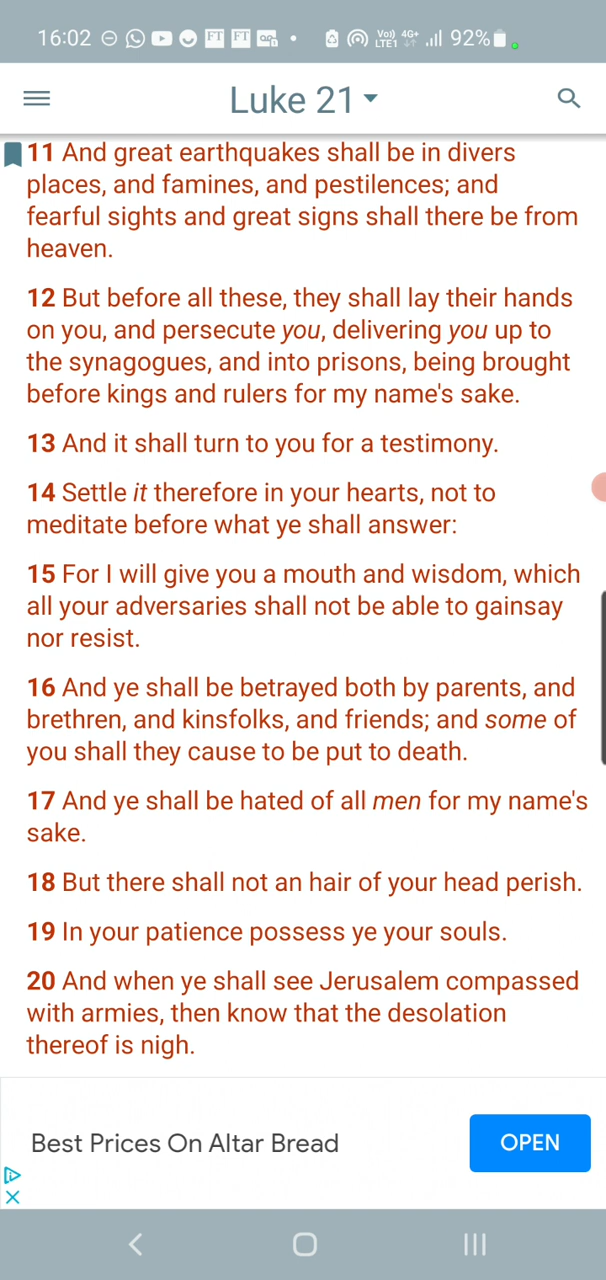 16:02 FT FT Vo)) LTE1 4G+ 92%
Luke 21
11 And great earthquakes shall be in divers
places, and famines, and pestilences; and
fearful sights and great signs shall there be from
heaven.
12 But before all these, they shall lay their hands
on you, and persecute you, delivering you up to
the synagogues, and into prisons, being brought
before kings and rulers for my name's sake.
13 And it shall turn to you for a testimony.
14 Settle it therefore in your hearts, not to
meditate before what ye shall answer:
15 For I will give you a mouth and wisdom, which
all your adversaries shall not be able to gainsay
nor resist.
16 And ye shall be betrayed both by parents, and
brethren, and kinsfolks, and friends; and some of
you shall they cause to be put to death.
17 And ye shall be hated of all men for my name's
sake.
18 But there shall not an hair of your head perish.
19 In your patience possess ye your souls.
20 And when ye shall see Jerusalem compassed
with armies, then know that the desolation
thereof is nigh.
Best Prices On Altar Bread
OPEN